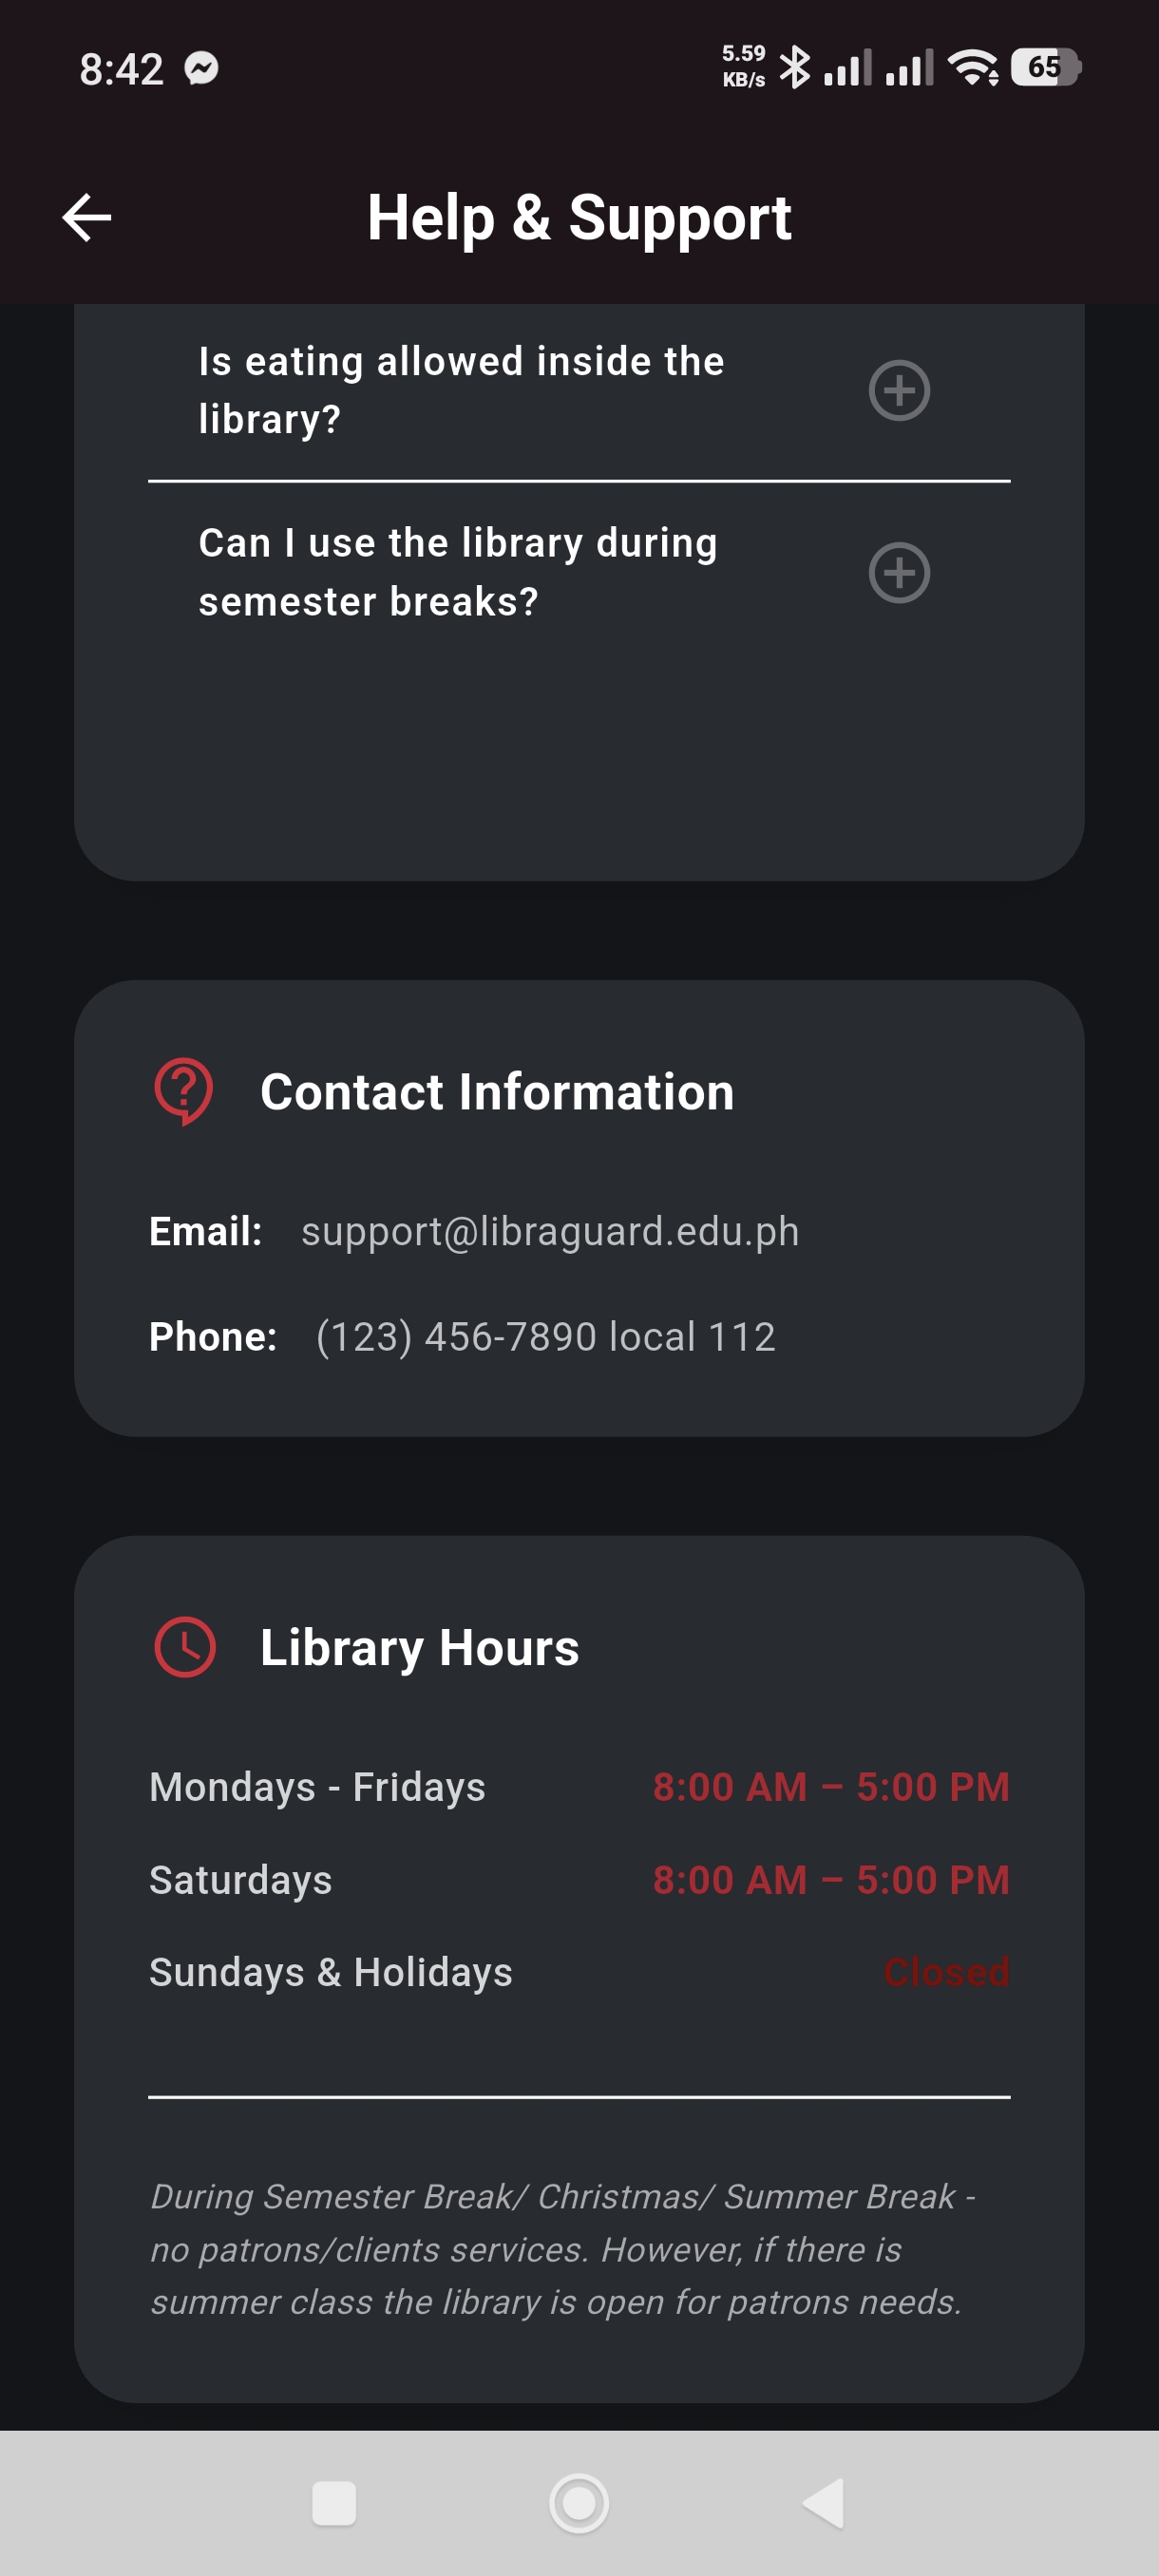 8:42
5.59
KB/s
65
Help & Support
Is eating allowed inside the
library?
Can I use the library during
semester breaks?
Contact Information
Email: support@libraguard.edu.ph
Phone: (123) 456-7890 local 112
Library Hours
Mondays - Fridays 8:00 AM – 5:00 PM
Saturdays 8:00 AM – 5:00 PM
Sundays & Holidays Closed
During Semester Break/ Christmas/ Summer Break -
no patrons/clients services. However, if there is
summer class the library is open for patrons needs.